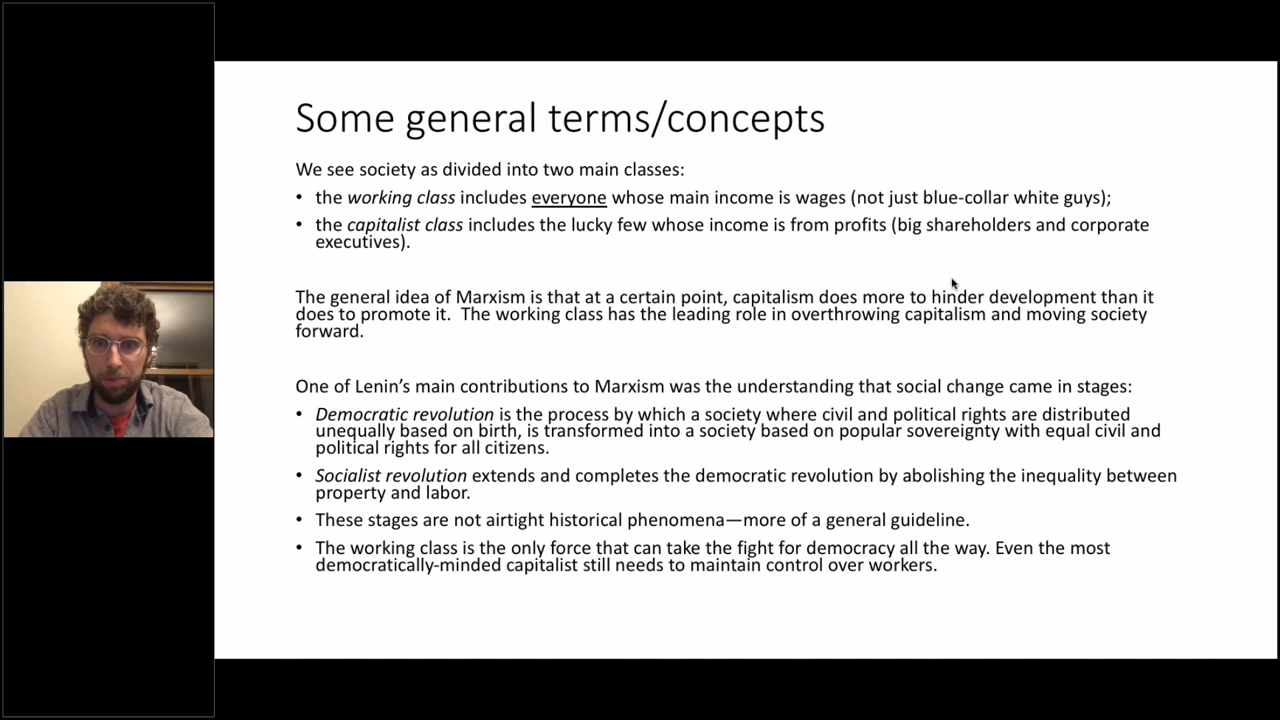 Some general terms/concepts
We see society as divided into two main classes:
• the working class includes everyone whose main income is wages (not just blue-collar white guys);
• the capitalist class includes the lucky few whose income is from profits (big shareholders and corporate
executives).
The general idea of Marxism is that at a certain point, capitalism does more to hinder development than it
does to promote it.  The working class has the leading role in overthrowing capitalism and moving society
forward.
One of Lenin’s main contributions to Marxism was the understanding that social change came in stages:
• Democratic revolution is the process by which a society where civil and political rights are distributed
unequally based on birth, is transformed into a society based on popular sovereignty with equal civil and
political rights for all citizens.
• Socialist revolution extends and completes the democratic revolution by abolishing the inequality between
property and labor.
• These stages are not airtight historical phenomena—more of a general guideline.
• The working class is the only force that can take the fight for democracy all the way. Even the most
democratically-minded capitalist still needs to maintain control over workers.